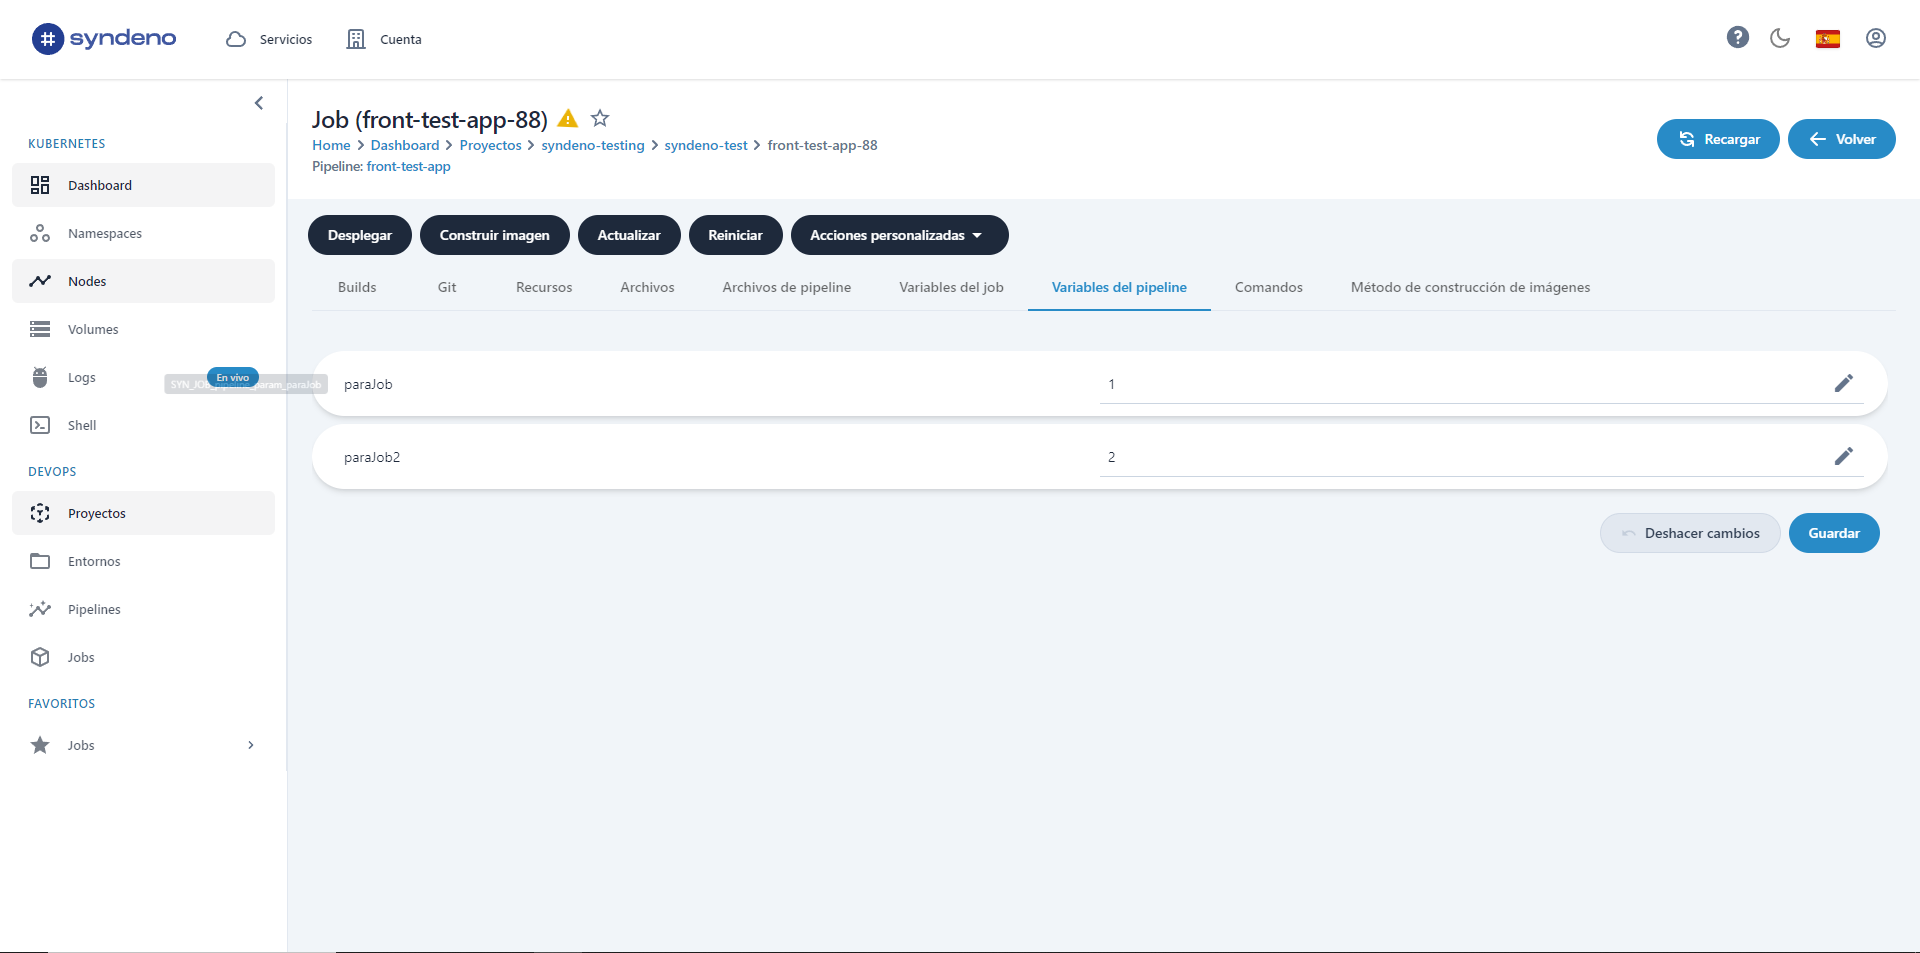 syndeno
Servicios
Cuenta
KUBERNETES
Dashboard
Namespaces
Nodes
Volumes
Logs
En vivo
SYN_JOB_pipeline_param_paraJob
Shell
DEVOPS
Proyectos
Entornos
Pipelines
Jobs
FAVORITOS
Jobs
Job (front-test-app-88)
Home > Dashboard > Proyectos > syndeno-testing > syndeno-test > front-test-app-88
Pipeline: front-test-app
Recargar
Volver
Desplegar
Construir imagen
Actualizar
Reiniciar
Acciones personalizadas
Builds
Git
Recursos
Archivos
Archivos de pipeline
Variables del job
Variables del pipeline
Comandos
Método de construcción de imágenes
paraJob
1
paraJob2
2
Deshacer cambios
Guardar